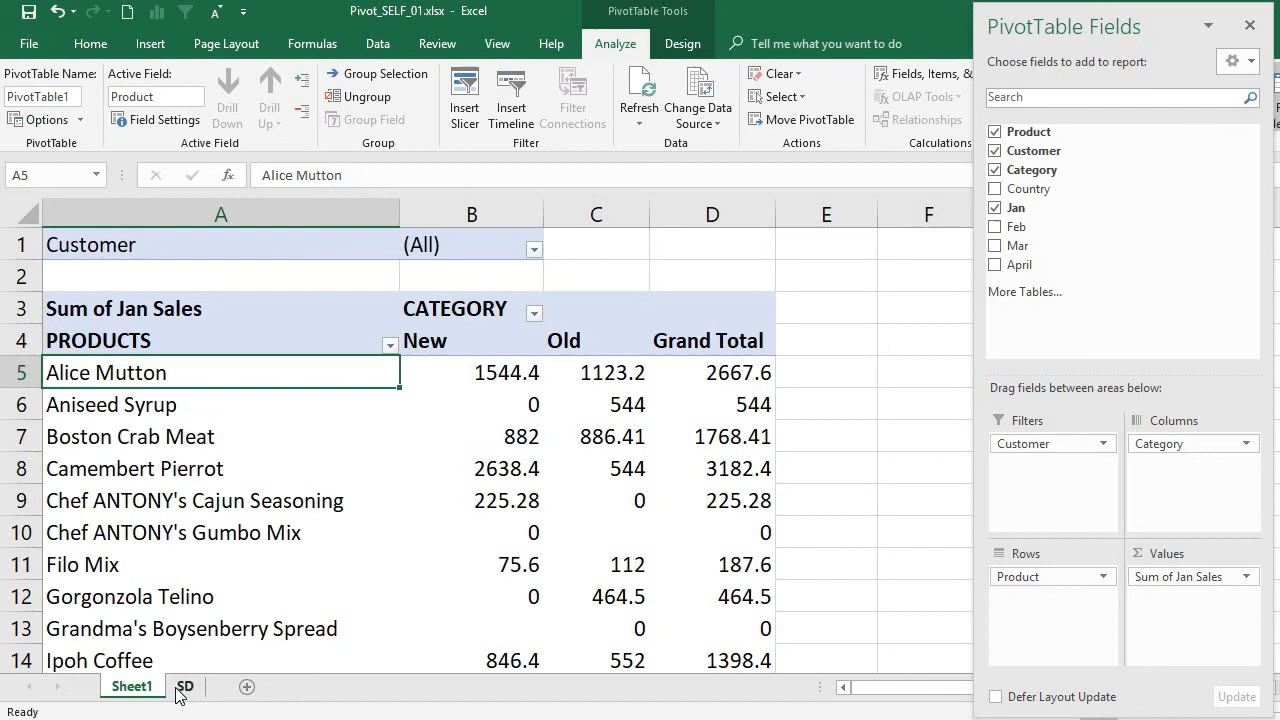 Pivot_SELF_01.xlsx - Excel
PivotTable Tools
File
Home
Insert
Page Layout
Formulas
Data
Review
View
Help
Analyze
Design
Tell me what you want to do
PivotTable Name:
PivotTable1
Options
PivotTable
Active Field:
Product
Field Settings
Drill Down
Drill Up
Active Field
Group Selection
Ungroup
Group Field
Group
Insert Slicer
Insert Timeline
Filter Connections
Filter
Refresh
Change Data Source
Data
Clear
Select
Move PivotTable
Actions
Fields, Items, &
OLAP Tools
Relationships
Calculations
A5
fx
Alice Mutton
A B C D E F
1 Customer (All)
2
3 Sum of Jan Sales CATEGORY
4 PRODUCTS New Old Grand Total
5 Alice Mutton 1544.4 1123.2 2667.6
6 Aniseed Syrup 0 544 544
7 Boston Crab Meat 882 886.41 1768.41
8 Camembert Pierrot 2638.4 544 3182.4
9 Chef ANTONY's Cajun Seasoning 225.28 0 225.28
10 Chef ANTONY's Gumbo Mix 0 0
11 Filo Mix 75.6 112 187.6
12 Gorgonzola Telino 0 464.5 464.5
13 Grandma's Boysenberry Spread 0 0
14 Ipoh Coffee 846.4 552 1398.4
Sheet1 SD
Ready
PivotTable Fields
Choose fields to add to report:
Search
Product
Customer
Category
Country
Jan
Feb
Mar
April
More Tables...
Drag fields between areas below:
Filters
Customer
Columns
Category
Rows
Product
Σ Values
Sum of Jan Sales
Defer Layout Update
Update